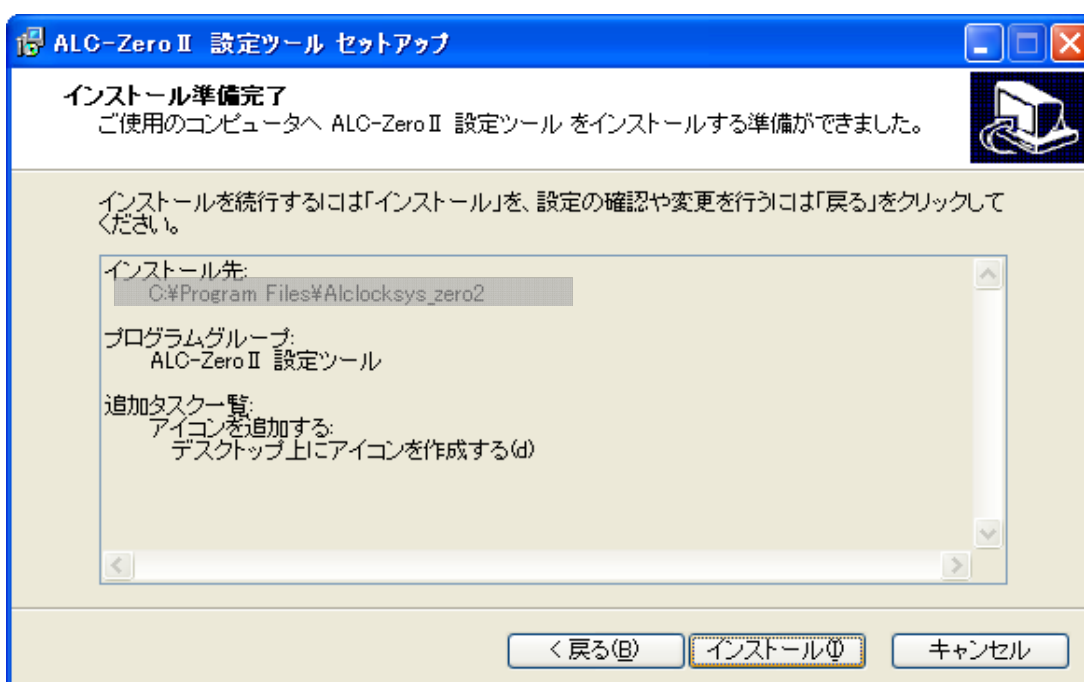 ALC-ZeroⅡ 設定ツール セットアップ
インストール準備完了
ご使用のコンピュータへ ALC-ZeroⅡ 設定ツール をインストールする準備ができました。
インストールを続行するには「インストール」を、設定の確認や変更を行うには「戻る」をクリックして
ください。
インストール先:
C:¥Program Files¥Alclocksys_zero2
プログラムグループ:
ALC-ZeroⅡ 設定ツール
追加タスク一覧:
アイコンを追加する:
デスクトップ上にアイコンを作成する(d)
< 戻る(B)
インストール(I)
キャンセル